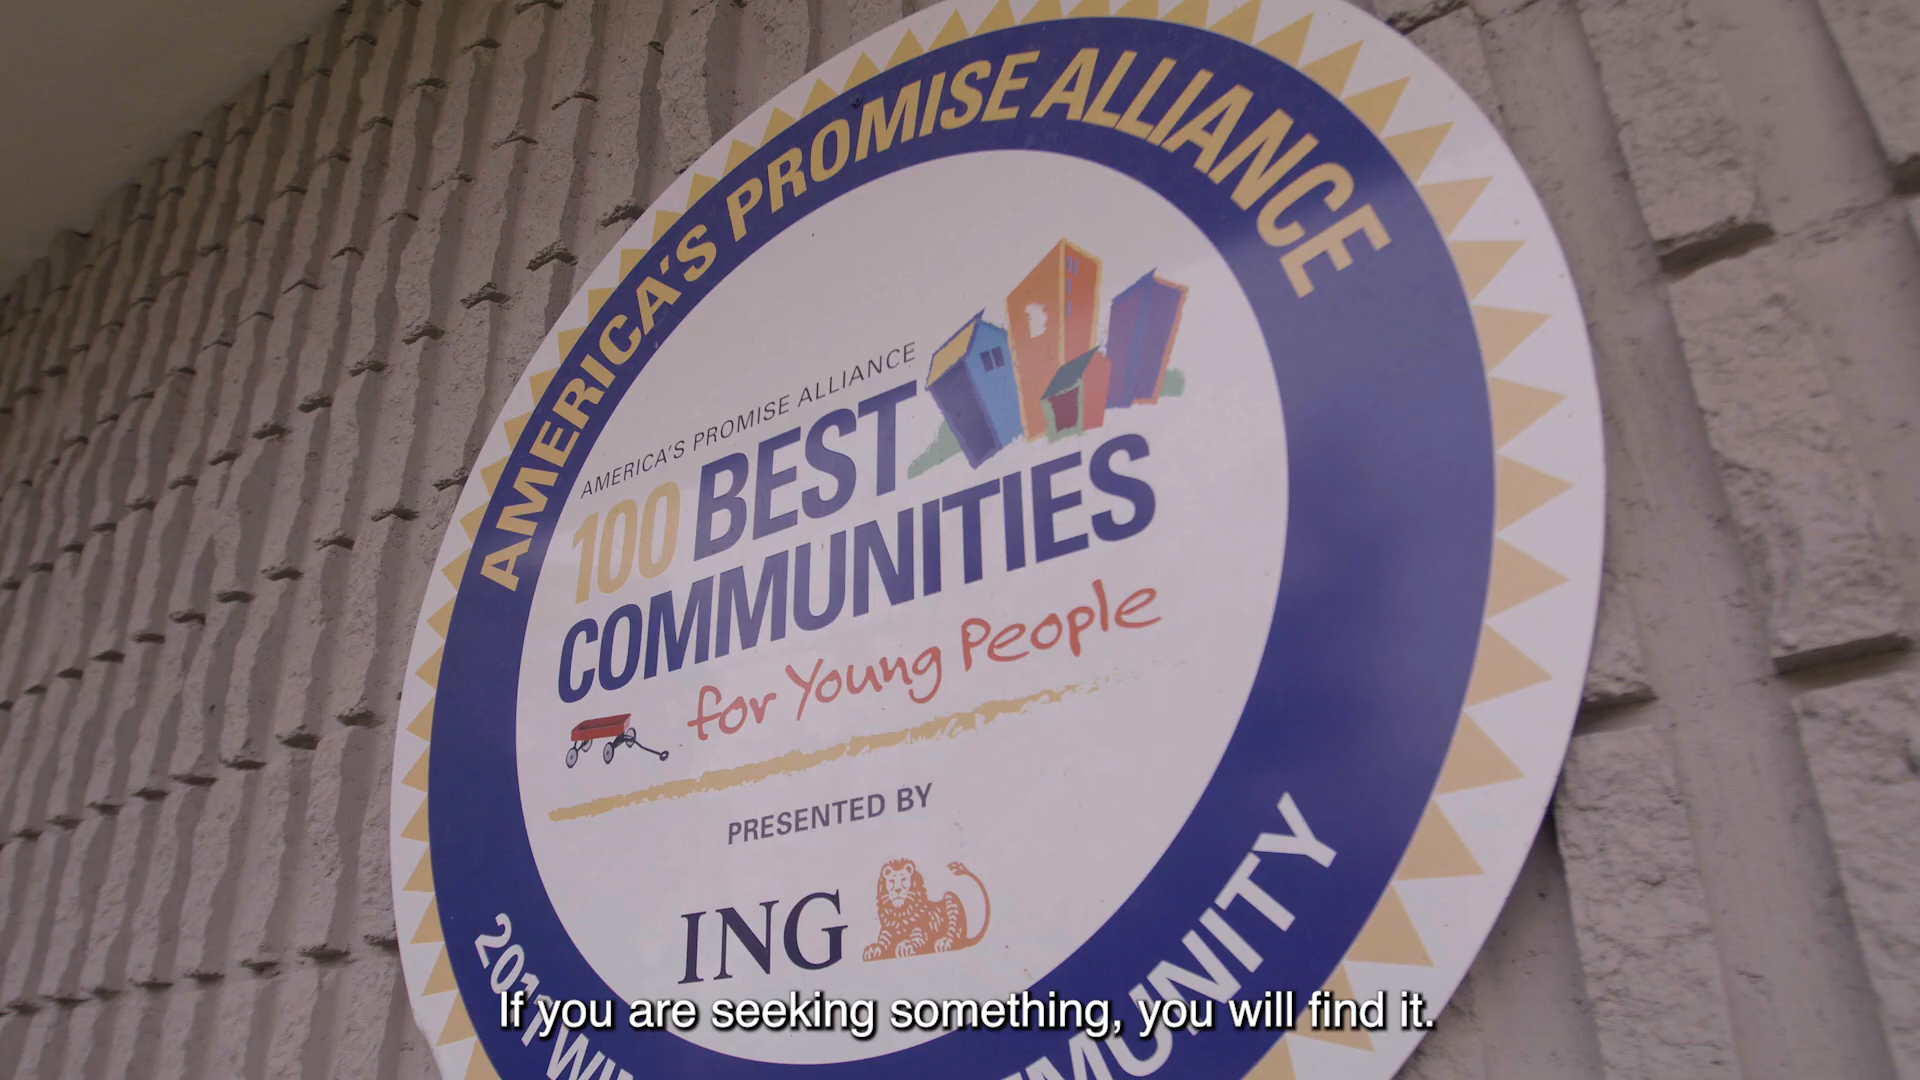 AMERICA'S PROMISE ALLIANCE
AMERICA'S PROMISE ALLIANCE
100 BEST
COMMUNITIES
for Young People
PRESENTED BY
ING
2011
If you are seeking something, you will find it.